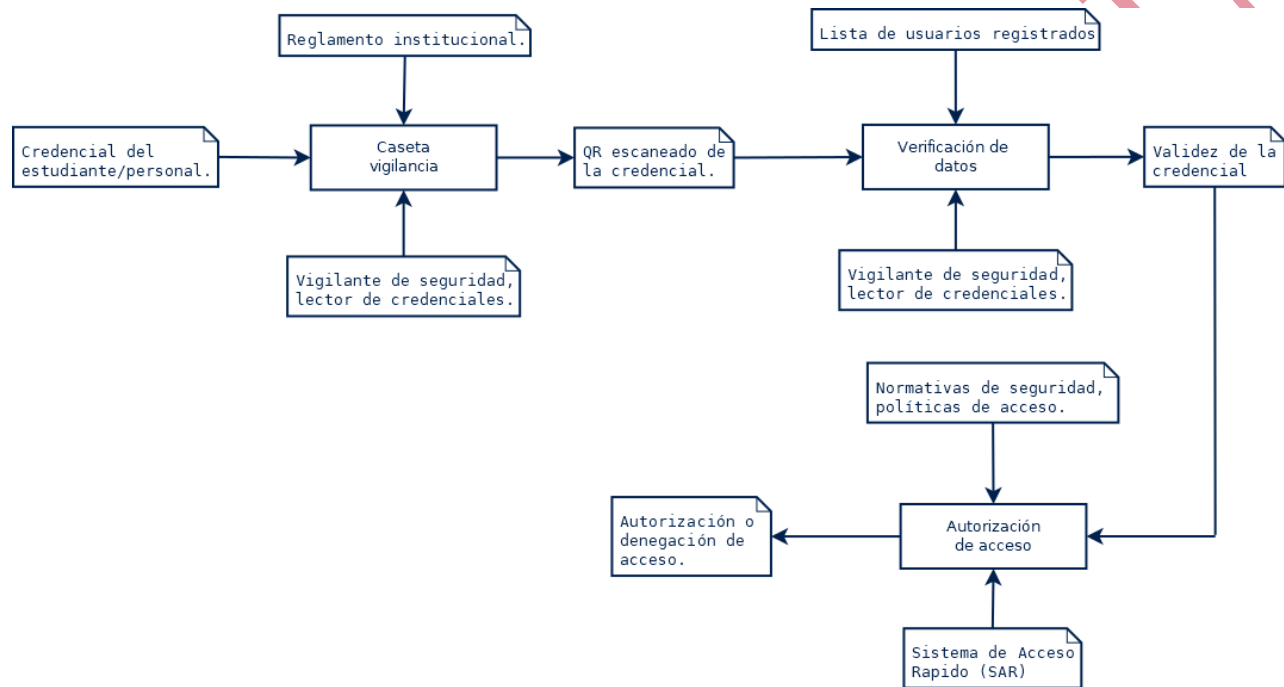 Reglamento institucional.
Lista de usuarios registrados
Credencial del
estudiante/personal.
Caseta
vigilancia
QR escaneado de
la credencial.
Verificación de
datos
Validez de la
credencial
Vigilante de seguridad,
lector de credenciales.
Vigilante de seguridad,
lector de credenciales.
Normativas de seguridad,
políticas de acceso.
Autorización o
denegación de
acceso.
Autorización
de acceso
Sistema de Acceso
Rapido (SAR)